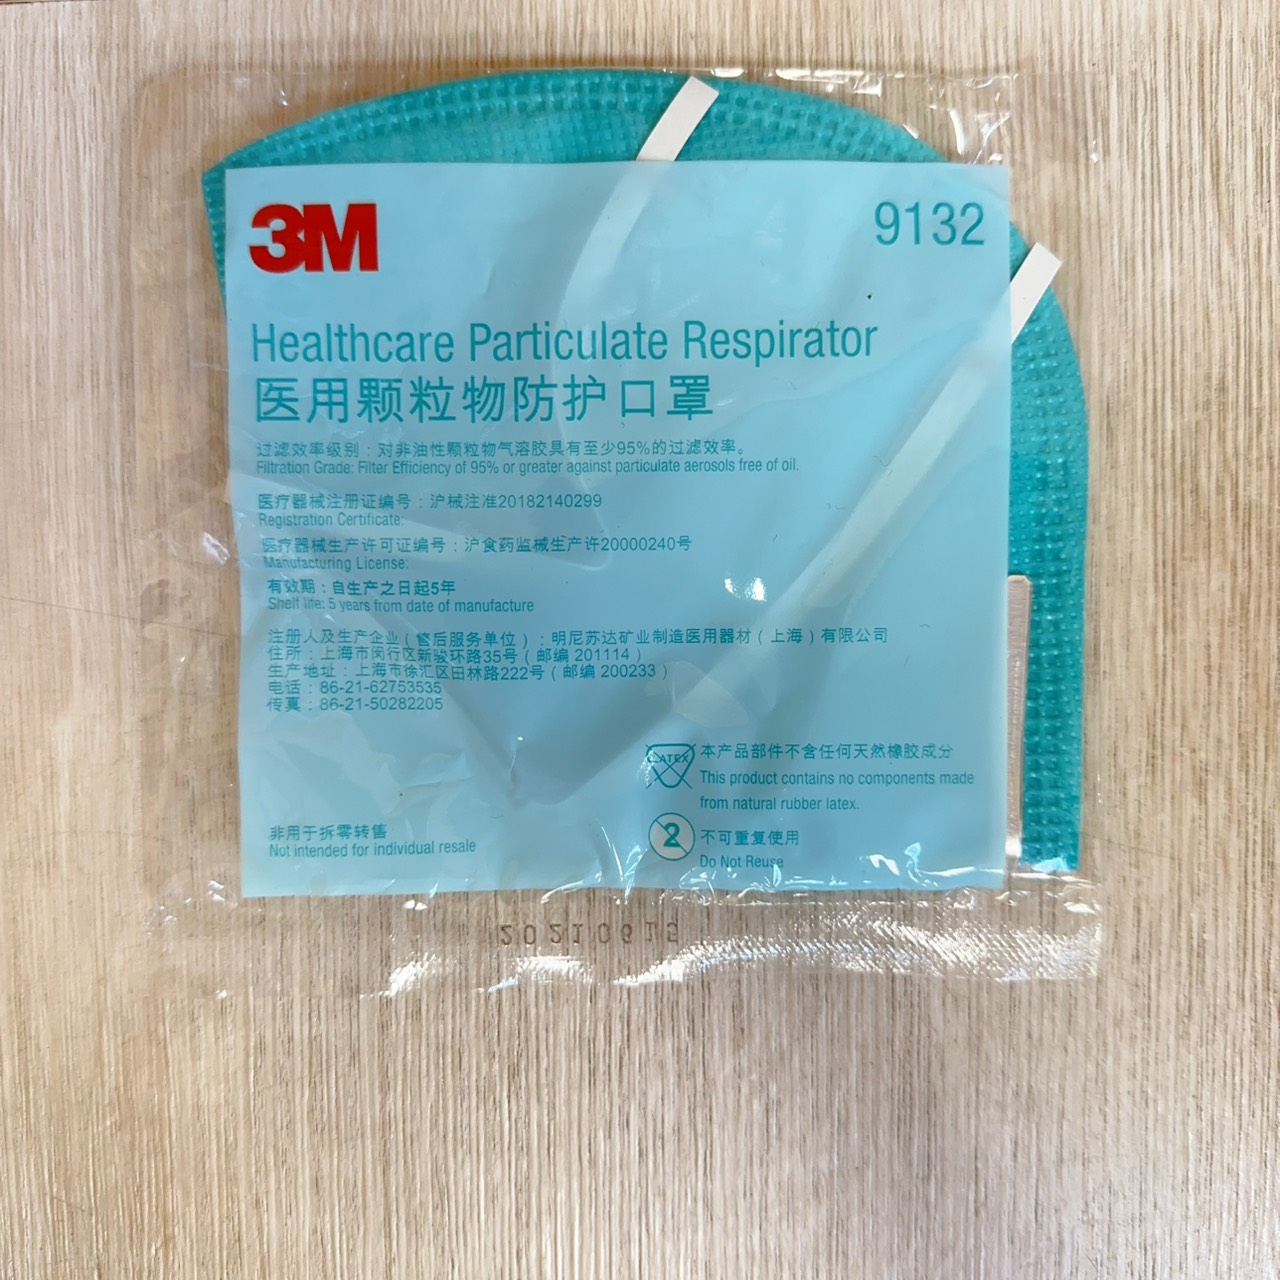 3M
9132
Healthcare Particulate Respirator
医用颗粒物防护口罩
过滤效率级别：对非油性颗粒物气溶胶具有至少95%的过滤效率。
Filtration Grade: Filter Efficiency of 95% or greater against particulate aerosols free of oil.
医疗器械注册证编号：沪械注准20182140299
Registration Certificate:
医疗器械生产许可证编号：沪食药监械生产许20000240号
Manufacturing License:
有效期：自生产之日起5年
Shelf life: 5 years from date of manufacture
注册人及生产企业（售后服务单位）：明尼苏达矿业制造医用器材（上海）有限公司
住所：上海市闵行区新骏环路35号（邮编 201114）
生产地址：上海市徐汇区田林路222号（邮编 200233）
电话：86-21-62753535
传真：86-21-50282205
LATEX
本产品部件不含任何天然橡胶成分
This product contains no components made
from natural rubber latex.
2
不可重复使用
Do Not Reuse
非用于拆零转售
Not intended for individual resale
20210615